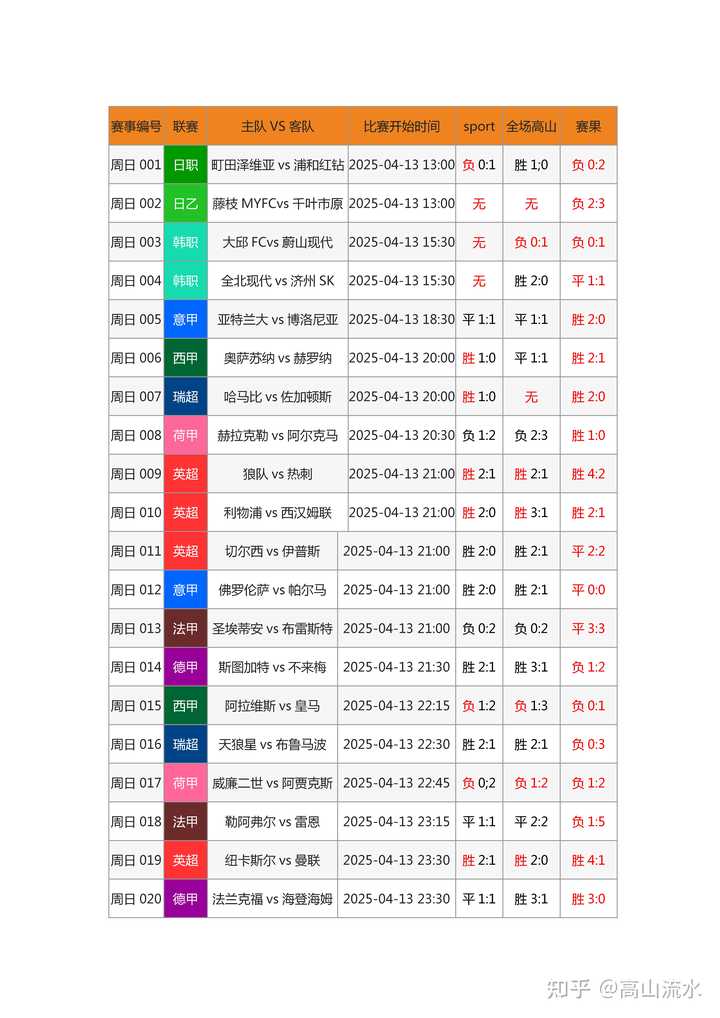 赛事编号 联赛 主队 VS 客队 比赛开始时间 sport 全场高山 赛果
周日 001 日职 町田泽维亚 vs 浦和红钻 2025-04-13 13:00 负 0:1 胜 1;0 负 0:2
周日 002 日乙 藤枝 MYFCvs 千叶市原 2025-04-13 13:00 无 无 负 2:3
周日 003 韩职 大邱 FCvs 蔚山现代 2025-04-13 15:30 无 负 0:1 负 0:1
周日 004 韩职 全北现代 vs 济州 SK 2025-04-13 15:30 无 胜 2:0 平 1:1
周日 005 意甲 亚特兰大 vs 博洛尼亚 2025-04-13 18:30 平 1:1 平 1:1 胜 2:0
周日 006 西甲 奥萨苏纳 vs 赫罗纳 2025-04-13 20:00 胜 1:0 平 1:1 胜 2:1
周日 007 瑞超 哈马比 vs 佐加顿斯 2025-04-13 20:00 胜 1:0 无 胜 2:0
周日 008 荷甲 赫拉克勒 vs 阿尔克马 2025-04-13 20:30 负 1:2 负 2:3 胜 1:0
周日 009 英超 狼队 vs 热刺 2025-04-13 21:00 胜 2:1 胜 2:1 胜 4:2
周日 010 英超 利物浦 vs 西汉姆联 2025-04-13 21:00 胜 2:0 胜 3:1 胜 2:1
周日 011 英超 切尔西 vs 伊普斯 2025-04-13 21:00 胜 2:0 胜 2:1 平 2:2
周日 012 意甲 佛罗伦萨 vs 帕尔马 2025-04-13 21:00 胜 2:0 胜 2:1 平 0:0
周日 013 法甲 圣埃蒂安 vs 布雷斯特 2025-04-13 21:00 负 0:2 负 0:2 平 3:3
周日 014 德甲 斯图加特 vs 不来梅 2025-04-13 21:30 胜 2:1 胜 3:1 负 1:2
周日 015 西甲 阿拉维斯 vs 皇马 2025-04-13 22:15 负 1:2 负 1:3 负 0:1
周日 016 瑞超 天狼星 vs 布鲁马波 2025-04-13 22:30 胜 2:1 胜 2:1 负 0:3
周日 017 荷甲 威廉二世 vs 阿贾克斯 2025-04-13 22:45 负 0;2 负 1:2 负 1:2
周日 018 法甲 勒阿弗尔 vs 雷恩 2025-04-13 23:15 平 1:1 平 2:2 负 1:5
周日 019 英超 纽卡斯尔 vs 曼联 2025-04-13 23:30 胜 2:1 胜 2:0 胜 4:1
周日 020 德甲 法兰克福 vs 海登海姆 2025-04-13 23:30 平 1:1 胜 3:1 胜 3:0
知乎 @高山流水